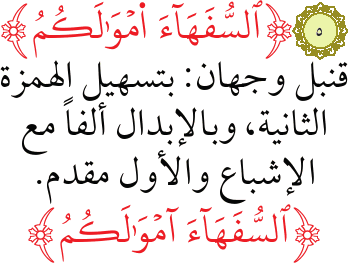 ٥ ﴿ٱلسُّفَهَآءَ اَ۬مۡوَٰلَكُمُ﴾
قنبل وجهان: بتسهيل الهمزة
الثانية، وبالإبدال ألفاً مع
الإشباع والأول مقدم.
﴿ٱلسُّفَهَآءَ آمۡوَٰلَكُمُ﴾